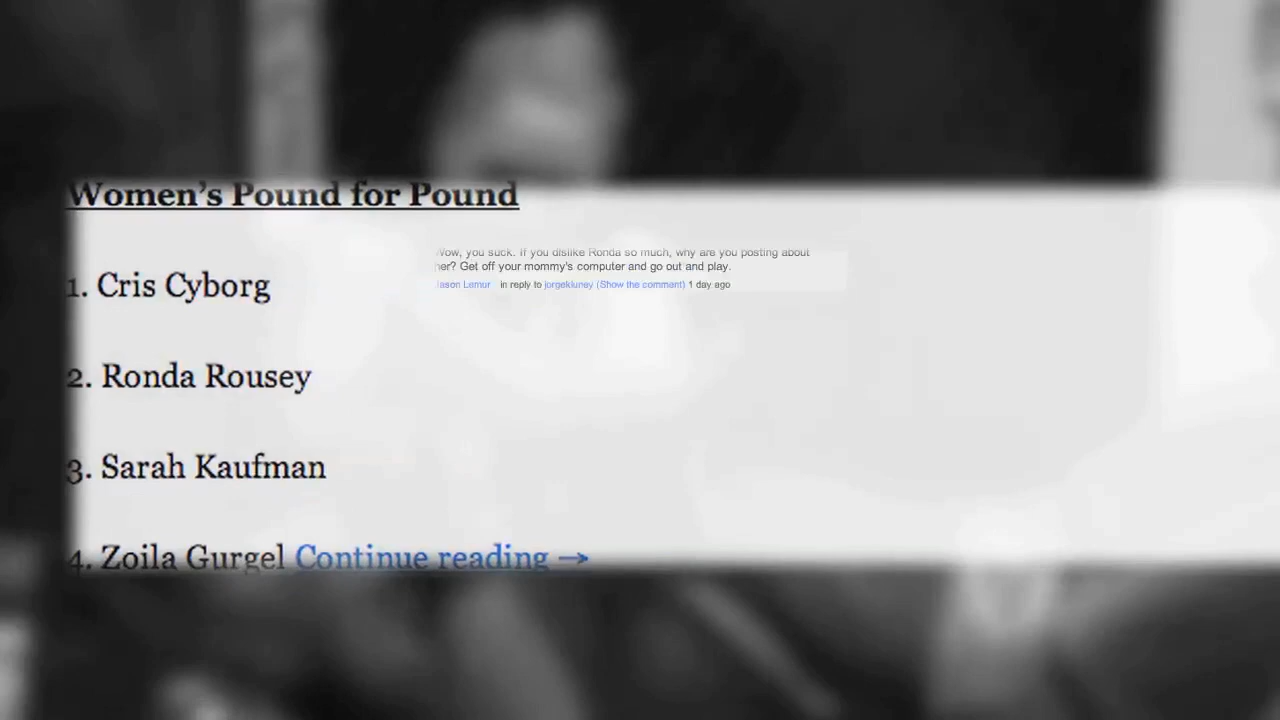 Women's Pound for Pound
Wow, you suck. If you dislike Ronda so much, why are you posting about
her? Get off your mommy's computer and go out and play.
Jason Lemur in reply to jorgekluney (Show the comment) 1 day ago
1. Cris Cyborg
2. Ronda Rousey
3. Sarah Kaufman
4. Zoila Gurgel Continue reading →